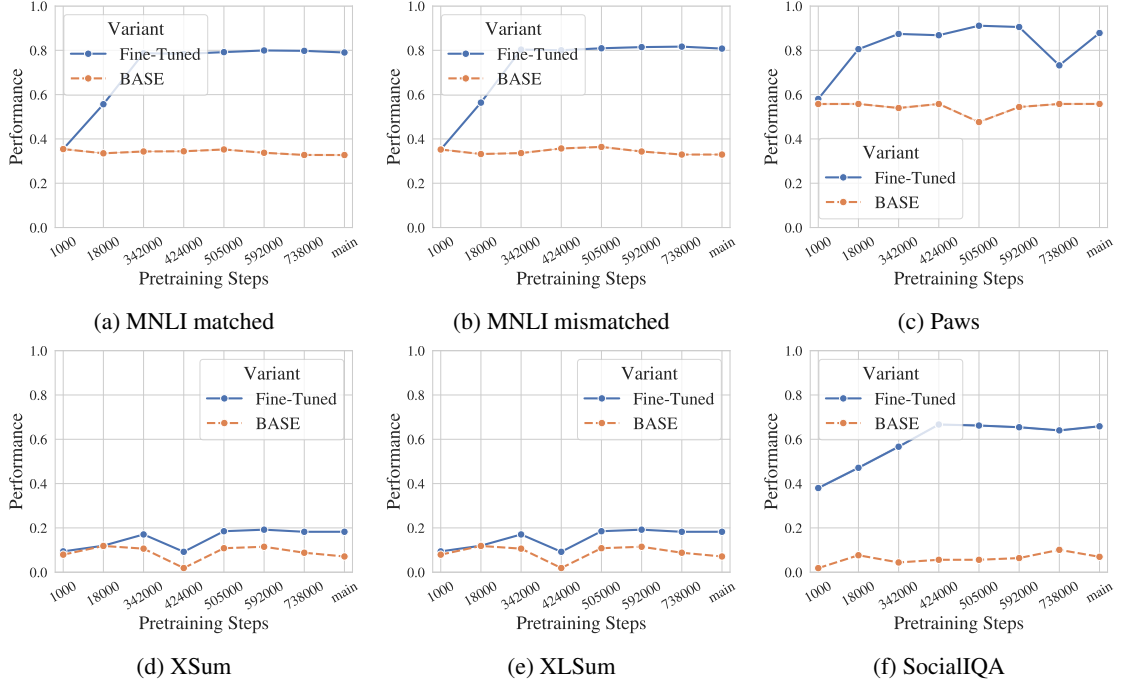 1.0
0.8
0.6
0.4
0.2
0.0
Performance
Variant
Fine-Tuned
BASE
1000
18000
342000
424000
505000
592000
738000
main
Pretraining Steps
(a) MNLI matched
1.0
0.8
0.6
0.4
0.2
0.0
Performance
Variant
Fine-Tuned
BASE
1000
18000
342000
424000
505000
592000
738000
main
Pretraining Steps
(b) MNLI mismatched
1.0
0.8
0.6
0.4
0.2
0.0
Performance
Variant
Fine-Tuned
BASE
1000
18000
342000
424000
505000
592000
738000
main
Pretraining Steps
(c) Paws
1.0
0.8
0.6
0.4
0.2
0.0
Performance
Variant
Fine-Tuned
BASE
1000
18000
342000
424000
505000
592000
738000
main
Pretraining Steps
(d) XSum
1.0
0.8
0.6
0.4
0.2
0.0
Performance
Variant
Fine-Tuned
BASE
1000
18000
342000
424000
505000
592000
738000
main
Pretraining Steps
(e) XLSum
1.0
0.8
0.6
0.4
0.2
0.0
Performance
Variant
Fine-Tuned
BASE
1000
18000
342000
424000
505000
592000
738000
main
Pretraining Steps
(f) SocialIQA